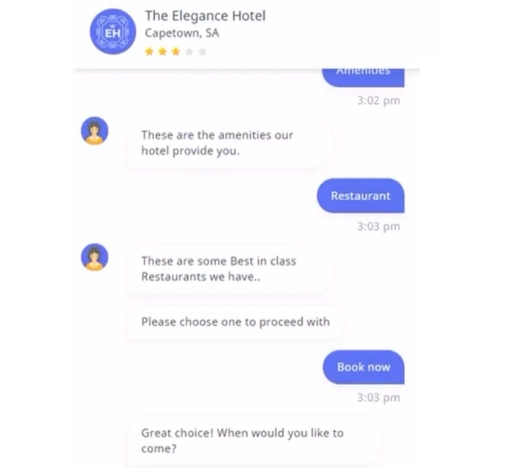 EH
The Elegance Hotel
Capetown, SA
Amenities
3:02 pm
These are the amenities our
hotel provide you.
Restaurant
3:03 pm
These are some Best in class
Restaurants we have..
Please choose one to proceed with
Book now
3:03 pm
Great choice! When would you like to
come?